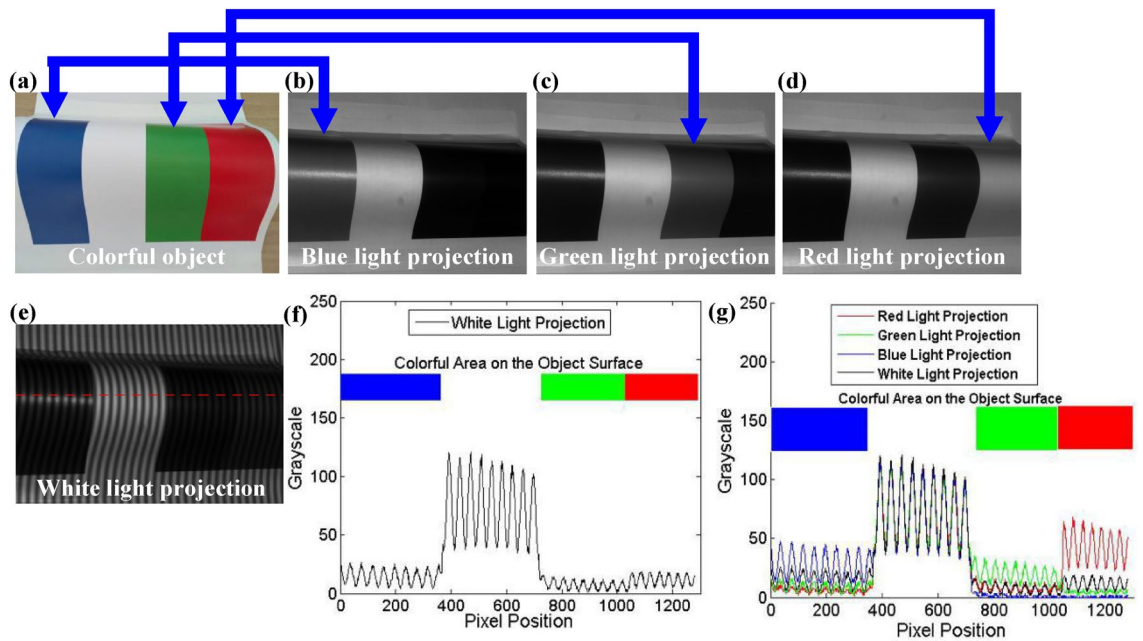 (a)
(b)
(c)
(d)
Colorful object
Blue light projection
Green light projection
Red light projection
(e)
White light projection
(f)
250
200
150
100
50
0
Grayscale
White Light Projection
Colorful Area on the Object Surface
0 200 400 600 800 1000 1200
Pixel Position
(g)
250
200
150
100
50
0
Grayscale
Red Light Projection
Green Light Projection
Blue Light Projection
White Light Projection
Colorful Area on the Object Surface
0 200 400 600 800 1000 1200
Pixel Position